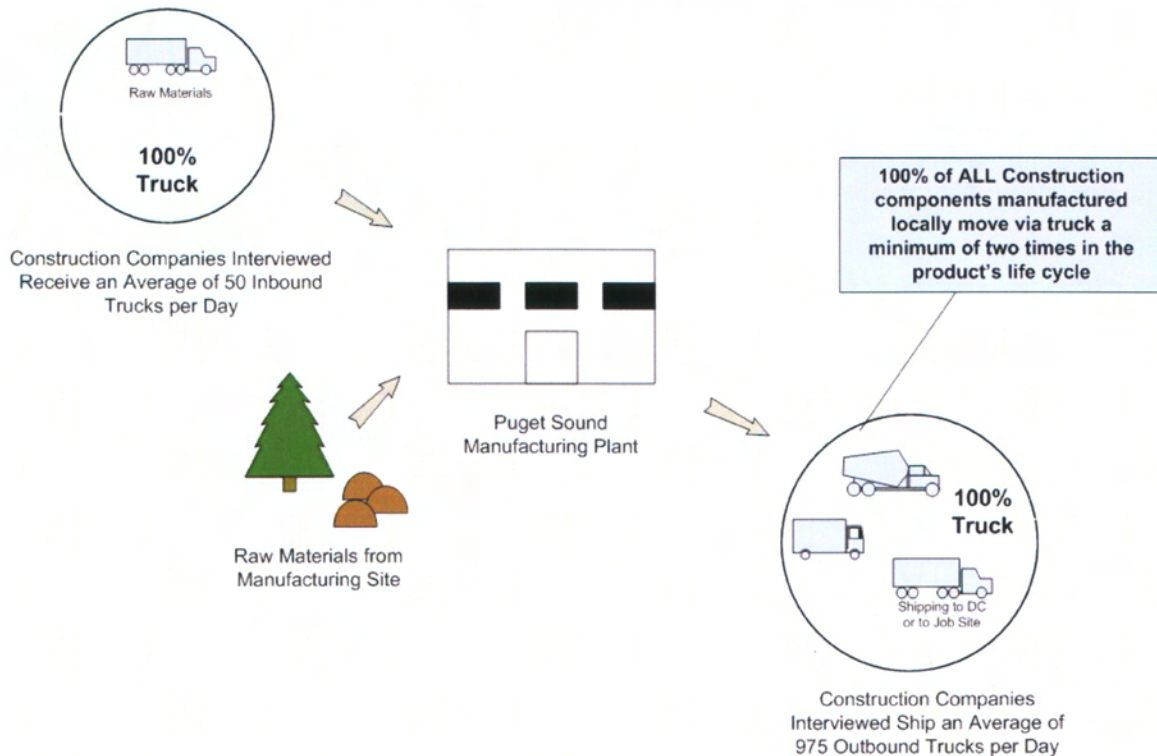 Raw Materials
100%
Truck
Construction Companies Interviewed
Receive an Average of 50 Inbound
Trucks per Day
100% of ALL Construction
components manufactured
locally move via truck a
minimum of two times in the
product's life cycle
Puget Sound
Manufacturing Plant
Raw Materials from
Manufacturing Site
100%
Truck
Shipping to DC
or to Job Site
Construction Companies
Interviewed Ship an Average of
975 Outbound Trucks per Day